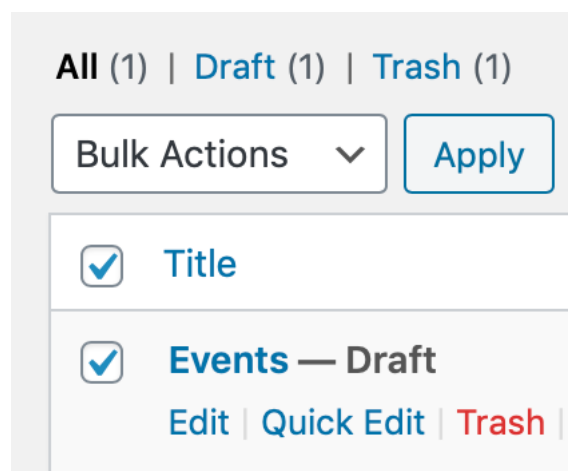 All (1) | Draft (1) | Trash (1)
Bulk Actions Apply
Title
Events — Draft
Edit | Quick Edit | Trash |